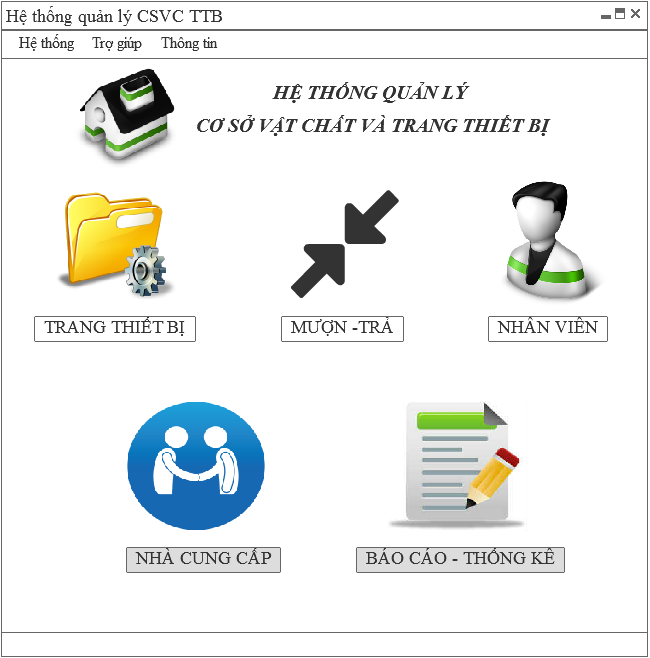 Hệ thống quản lý CSVC TTB
Hệ thống Trợ giúp Thông tin
HỆ THỐNG QUẢN LÝ
CƠ SỞ VẬT CHẤT VÀ TRANG THIẾT BỊ
TRANG THIẾT BỊ
MƯỢN -TRẢ
NHÂN VIÊN
NHÀ CUNG CẤP
BÁO CÁO - THỐNG KÊ